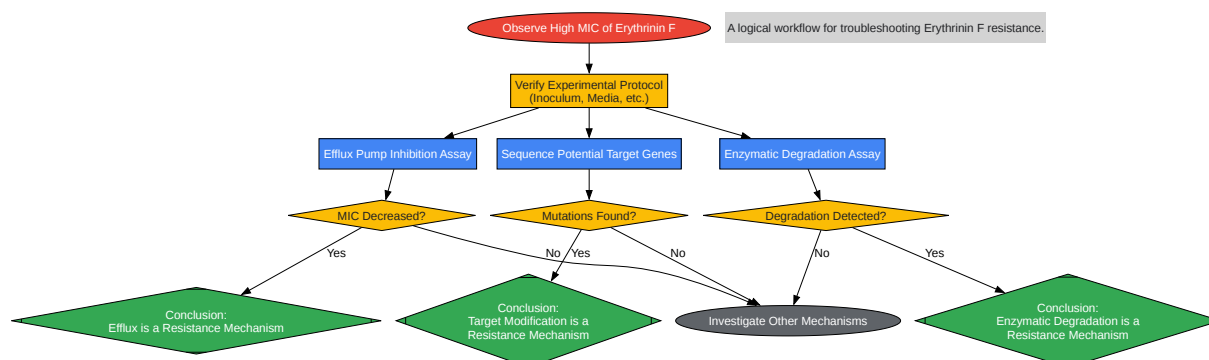 Observe High MIC of Erythrinin F
A logical workflow for troubleshooting Erythrinin F resistance.
Verify Experimental Protocol
(Inoculum, Media, etc.)
Efflux Pump Inhibition Assay
Sequence Potential Target Genes
Enzymatic Degradation Assay
MIC Decreased?
Mutations Found?
Degradation Detected?
Yes
No
Yes
No
No
Yes
Conclusion:
Efflux is a Resistance Mechanism
Conclusion:
Target Modification is a
Resistance Mechanism
Investigate Other Mechanisms
Conclusion:
Enzymatic Degradation is a
Resistance Mechanism